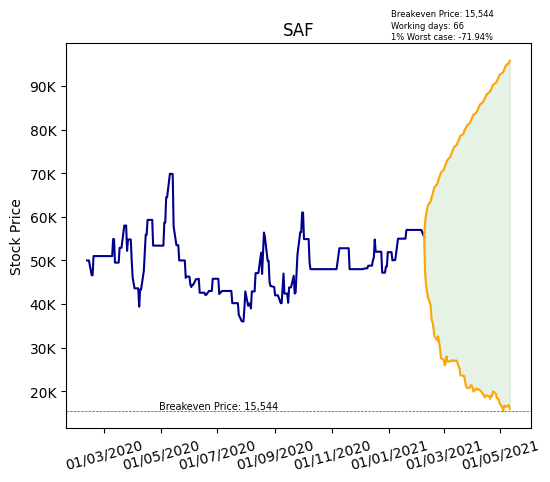 Breakeven Price: 15,544
Working days: 66
1% Worst case: -71.94%
SAF
Stock Price
90K
80K
70K
60K
50K
40K
30K
20K
Breakeven Price: 15,544
01/03/2020 01/05/2020 01/07/2020 01/09/2020 01/11/2020 01/01/2021 01/03/2021 01/05/2021